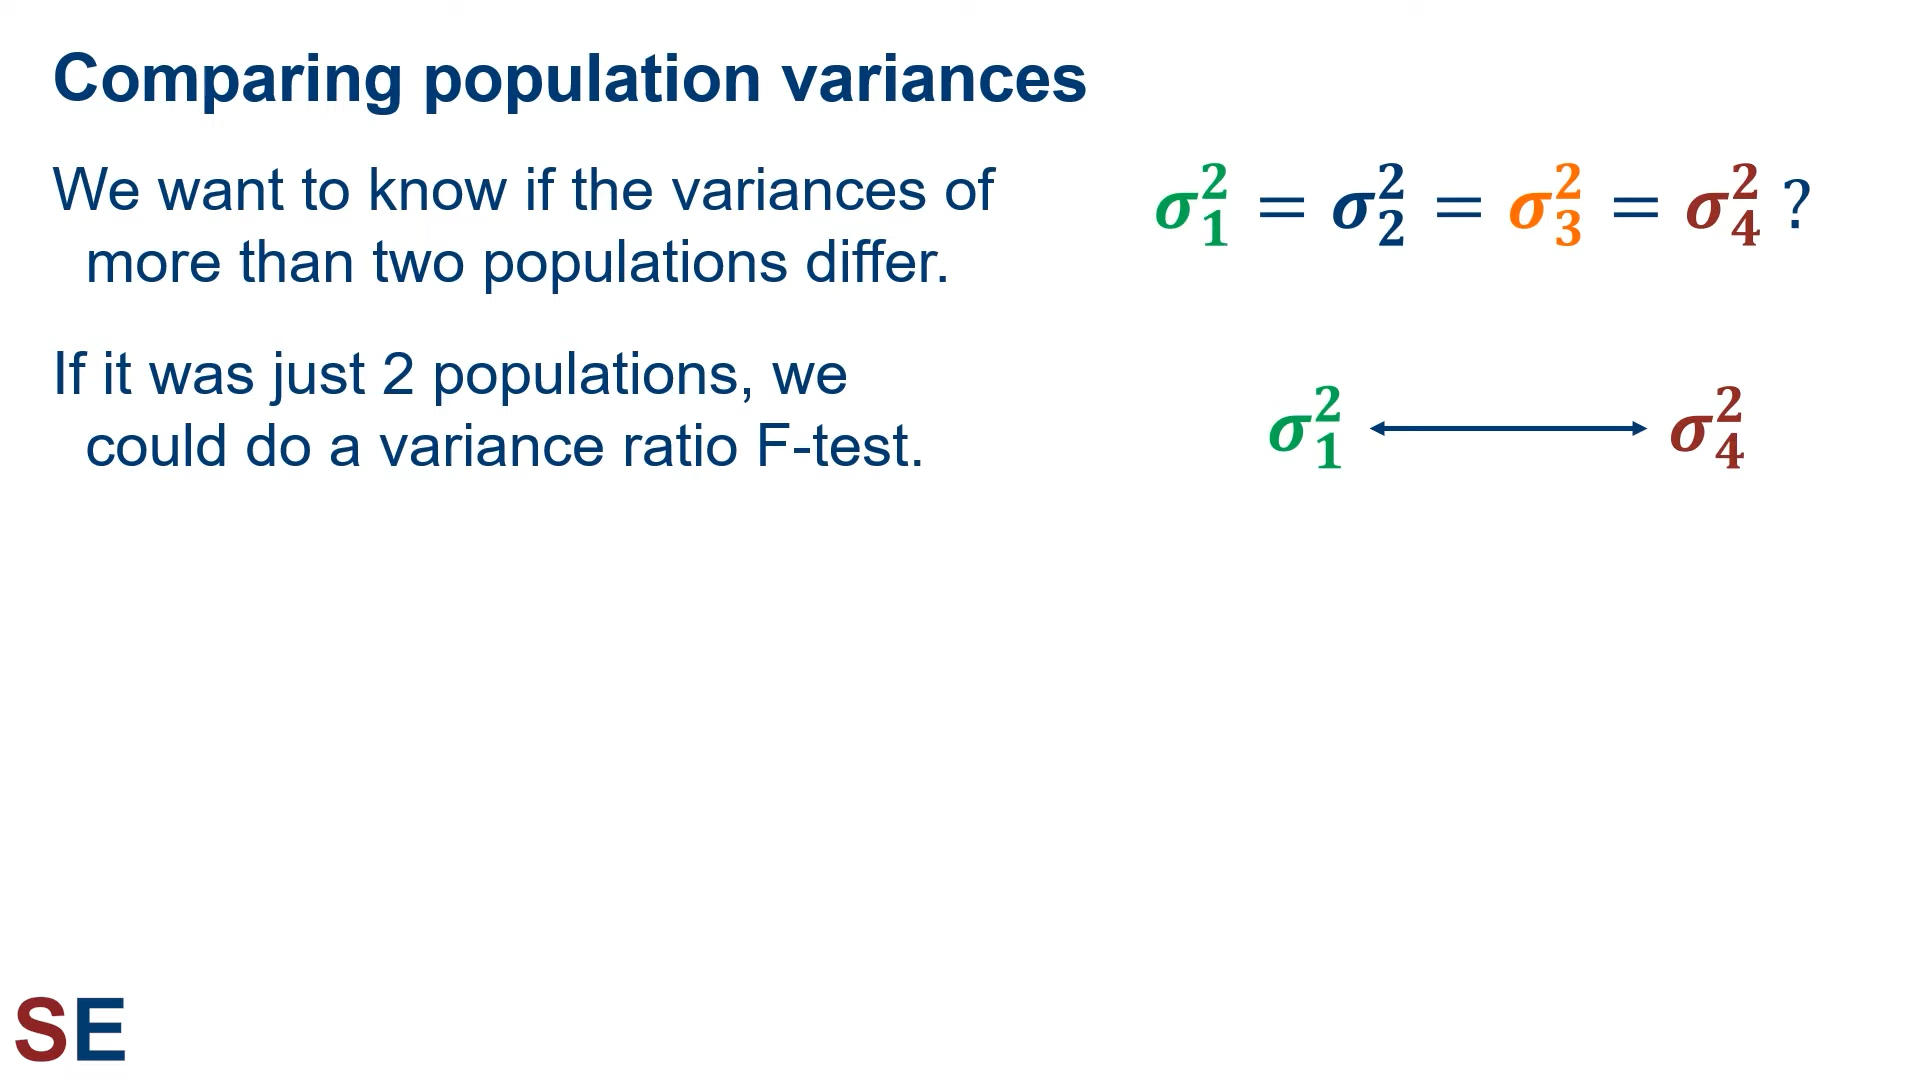 Comparing population variances
We want to know if the variances of
more than two populations differ.
σ₁² = σ₂² = σ₃² = σ₄² ?
If it was just 2 populations, we
could do a variance ratio F-test.
σ₁² ↔ σ₄²
SE